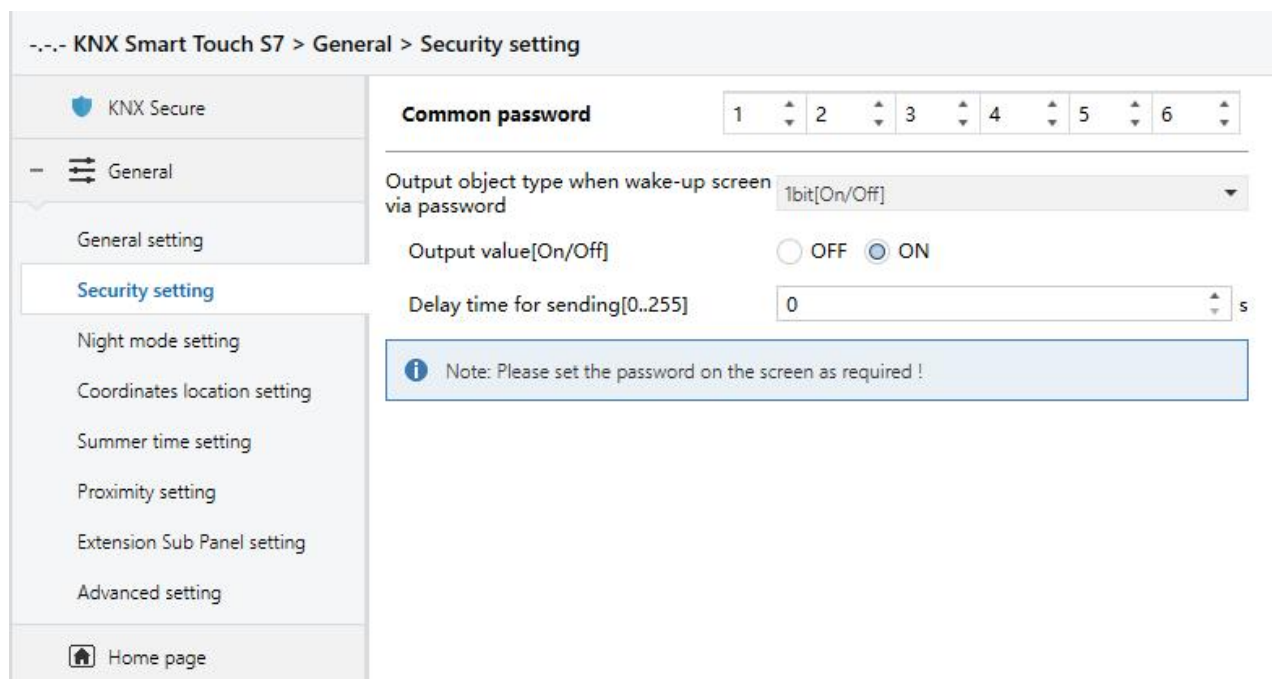 -.-.- KNX Smart Touch S7 > General > Security setting
KNX Secure
General
General setting
Security setting
Night mode setting
Coordinates location setting
Summer time setting
Proximity setting
Extension Sub Panel setting
Advanced setting
Home page
Common password 1 2 3 4 5 6
Output object type when wake-up screen
via password
1bit[On/Off]
Output value[On/Off] OFF ON
Delay time for sending[0..255] 0 s
Note: Please set the password on the screen as required !